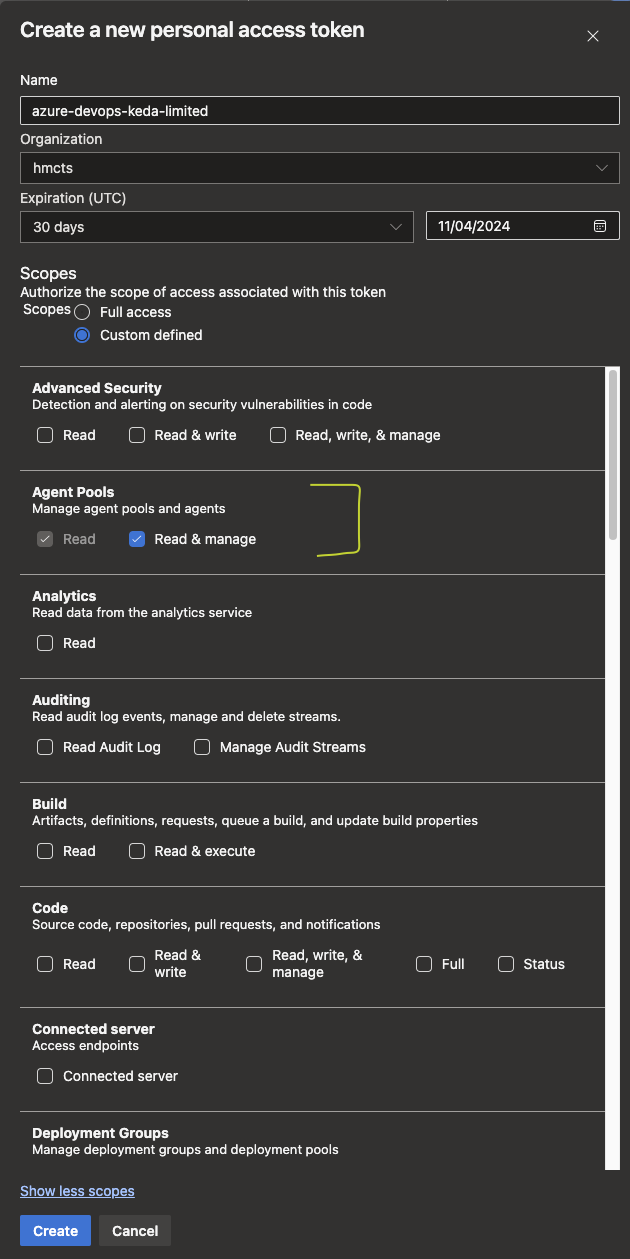 Create a new personal access token
Name
azure-devops-keda-limited
Organization
hmcts
Expiration (UTC)
30 days 11/04/2024
Scopes
Authorize the scope of access associated with this token
Scopes Full access
Custom defined
Advanced Security
Detection and alerting on security vulnerabilities in code
Read Read & write Read, write, & manage
Agent Pools
Manage agent pools and agents
Read Read & manage
Analytics
Read data from the analytics service
Read
Auditing
Read audit log events, manage and delete streams.
Read Audit Log Manage Audit Streams
Build
Artifacts, definitions, requests, queue a build, and update build properties
Read Read & execute
Code
Source code, repositories, pull requests, and notifications
Read Read & write Read, write, & manage Full Status
Connected server
Access endpoints
Connected server
Deployment Groups
Manage deployment groups and deployment pools
Show less scopes
Create Cancel